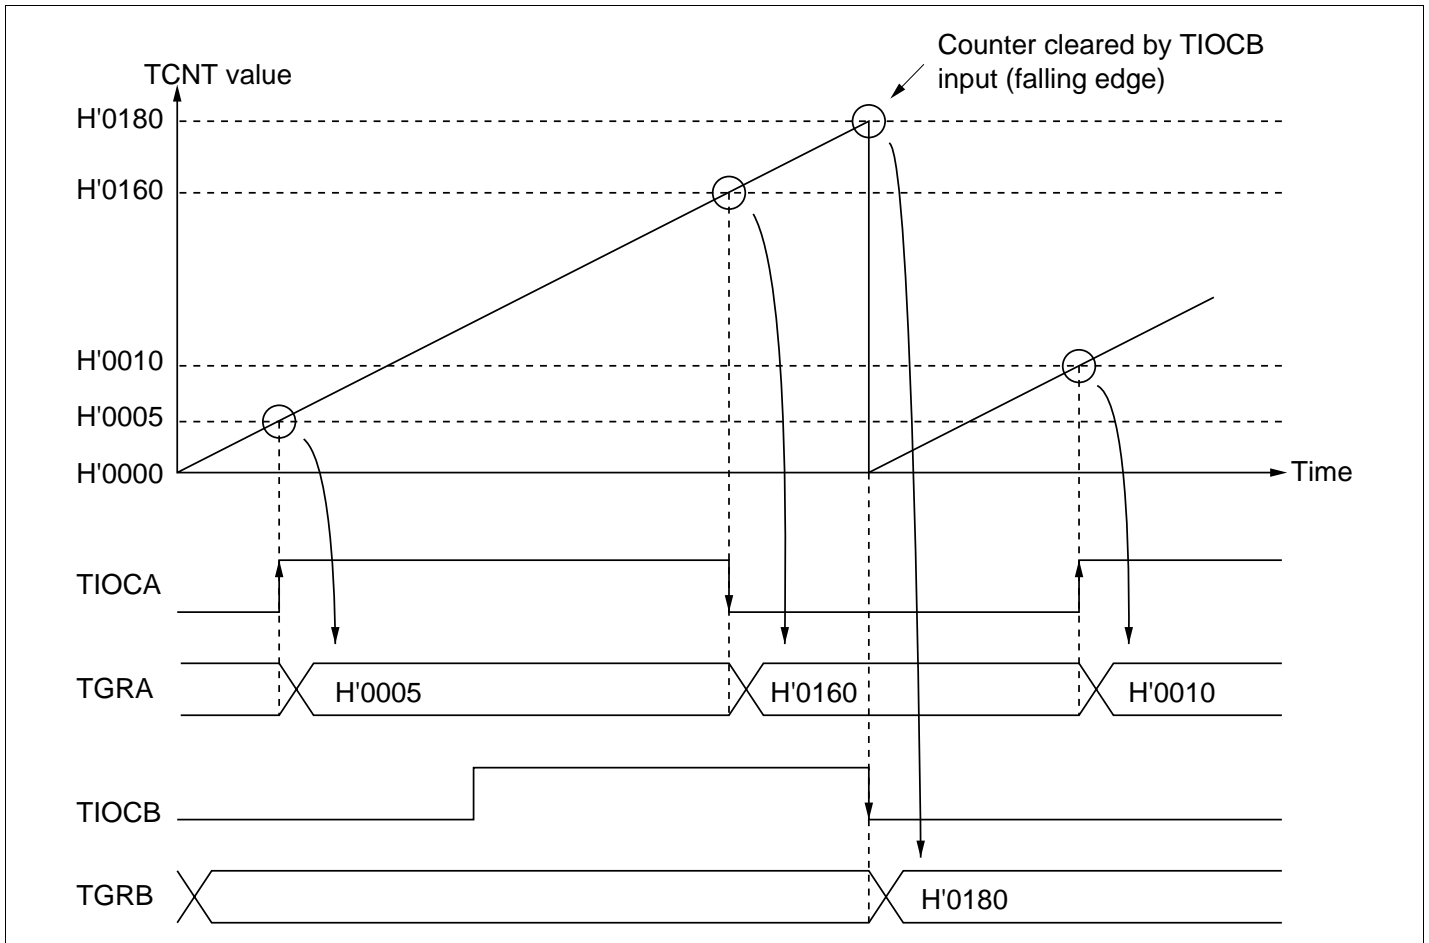 Counter cleared by TIOCB
input (falling edge)
TCNT value
H'0180
H'0160
H'0010
H'0005
H'0000
Time
TIOCA
TGRA
H'0005
H'0160
H'0010
TIOCB
TGRB
H'0180